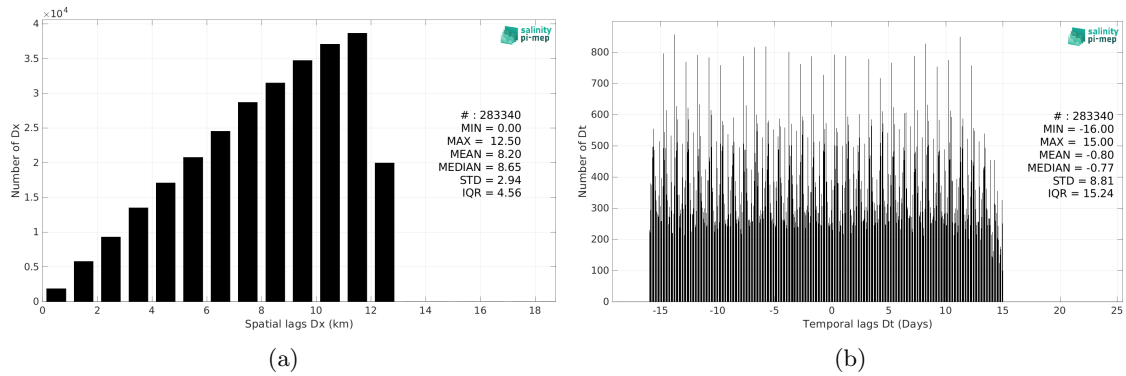 ×10⁴
4
3.5
3
2.5
2
1.5
1
0.5
0
Number of Dx
salinity
pi-mep
# : 283340
MIN = 0.00
MAX = 12.50
MEAN = 8.20
MEDIAN = 8.65
STD = 2.94
IQR = 4.56
0 2 4 6 8 10 12 14 16 18
Spatial lags Dx (km)
(a)
800
700
600
500
400
300
200
100
0
Number of Dt
salinity
pi-mep
# : 283340
MIN = -16.00
MAX = 15.00
MEAN = -0.80
MEDIAN = -0.77
STD = 8.81
IQR = 15.24
-15 -10 -5 0 5 10 15 20 25
Temporal lags Dt (Days)
(b)